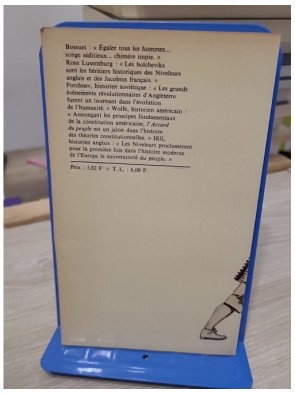 Bossuet : « Égaler tous les hommes...
songe séditieux... chimère impie. »
Rosa Luxemburg : « Les bolcheviks
sont les héritiers historiques des Niveleurs
anglais et des Jacobins français. »
Porchnev, historien soviétique : « Les grands
événements révolutionnaires d'Angleterre
furent un tournant dans l'évolution
de l'humanité. » Wolfe, historien américain :
« Annonçant les principes fondamentaux
de la constitution américaine, l'Accord
du peuple est un jalon dans l'histoire
des théories constitutionnelles. » Hill,
historien anglais : « Les Niveleurs proclamèrent
pour la première fois dans l'histoire moderne
de l'Europe la souveraineté du peuple. »
Prix : 5,82 F + T. L. : 6,00 F.